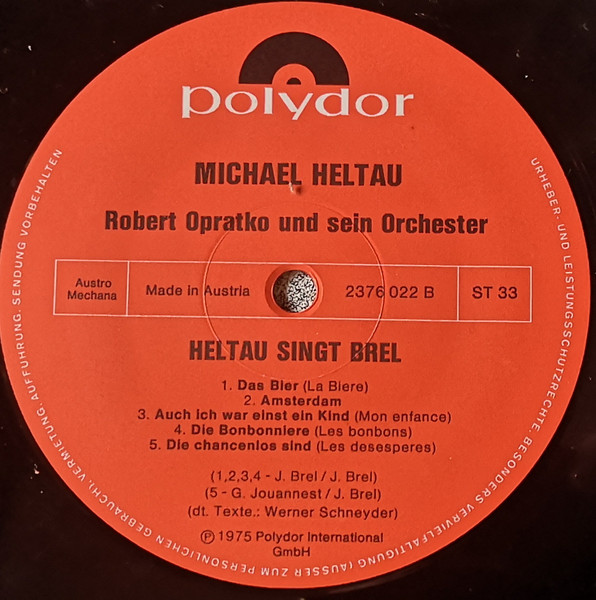 polydor
MICHAEL HELTAU
Robert Opratko und sein Orchester
Austro
Mechana
Made in Austria
2376 022 B
ST 33
HELTAU SINGT BREL
1. Das Bier (La Biere)
2. Amsterdam
3. Auch ich war einst ein Kind (Mon enfance)
4. Die Bonbonniere (Les bonbons)
5. Die chancenlos sind (Les desesperes)
(1,2,3,4 - J. Brel / J. Brel)
(5 - G. Jouannest / J. Brel)
(dt. Texte.: Werner Schneyder)
Ⓟ 1975 Polydor International
GmbH
URHEBER- UND LEISTUNGSSCHUTZRECHTE, BESONDERS VERVIELFÄLTIGUNG (AUSSER ZUM PERSÖNLICHEN GEBRAUCH), VERMIETUNG, AUFFÜHRUNG, SENDUNG VORBEHALTEN